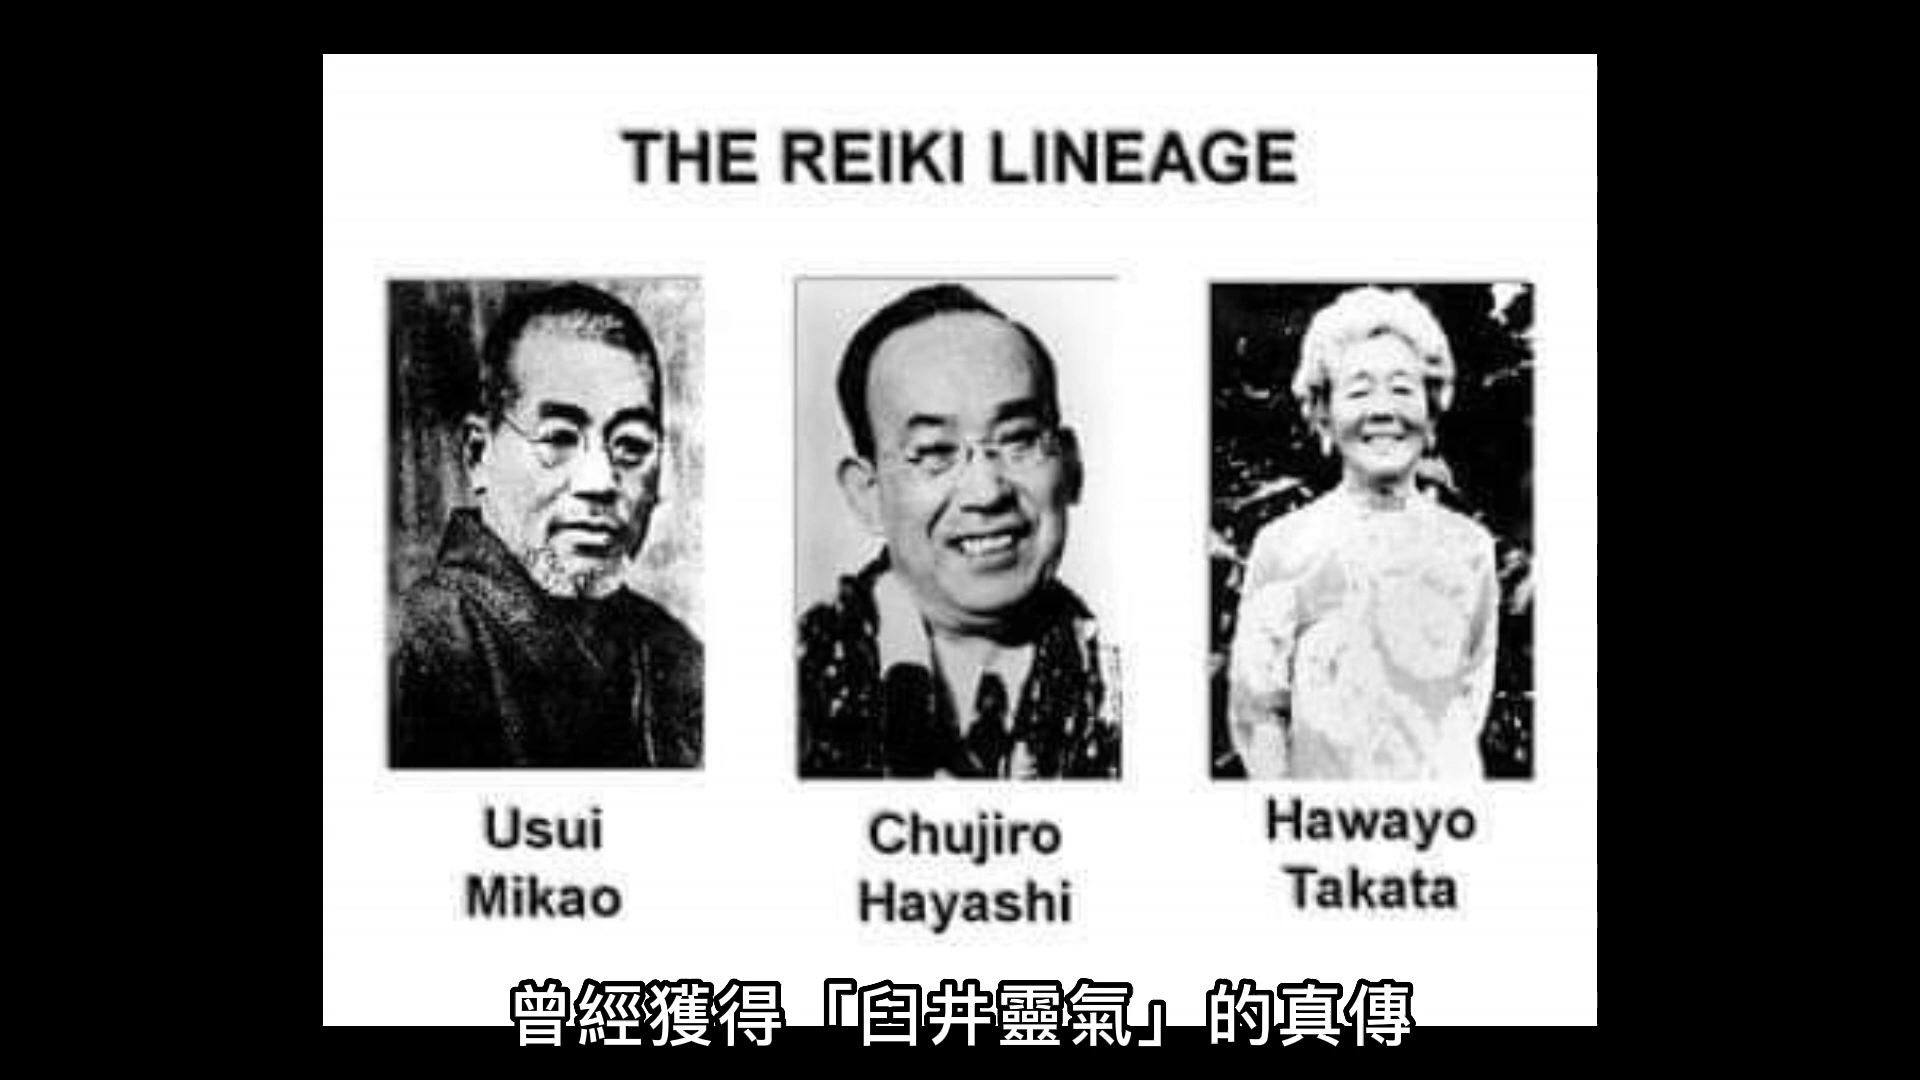 THE REIKI LINEAGE
Usui
Mikao
Chujiro
Hayashi
Hawayo
Takata
曾經獲得「臼井靈氣」的真傳